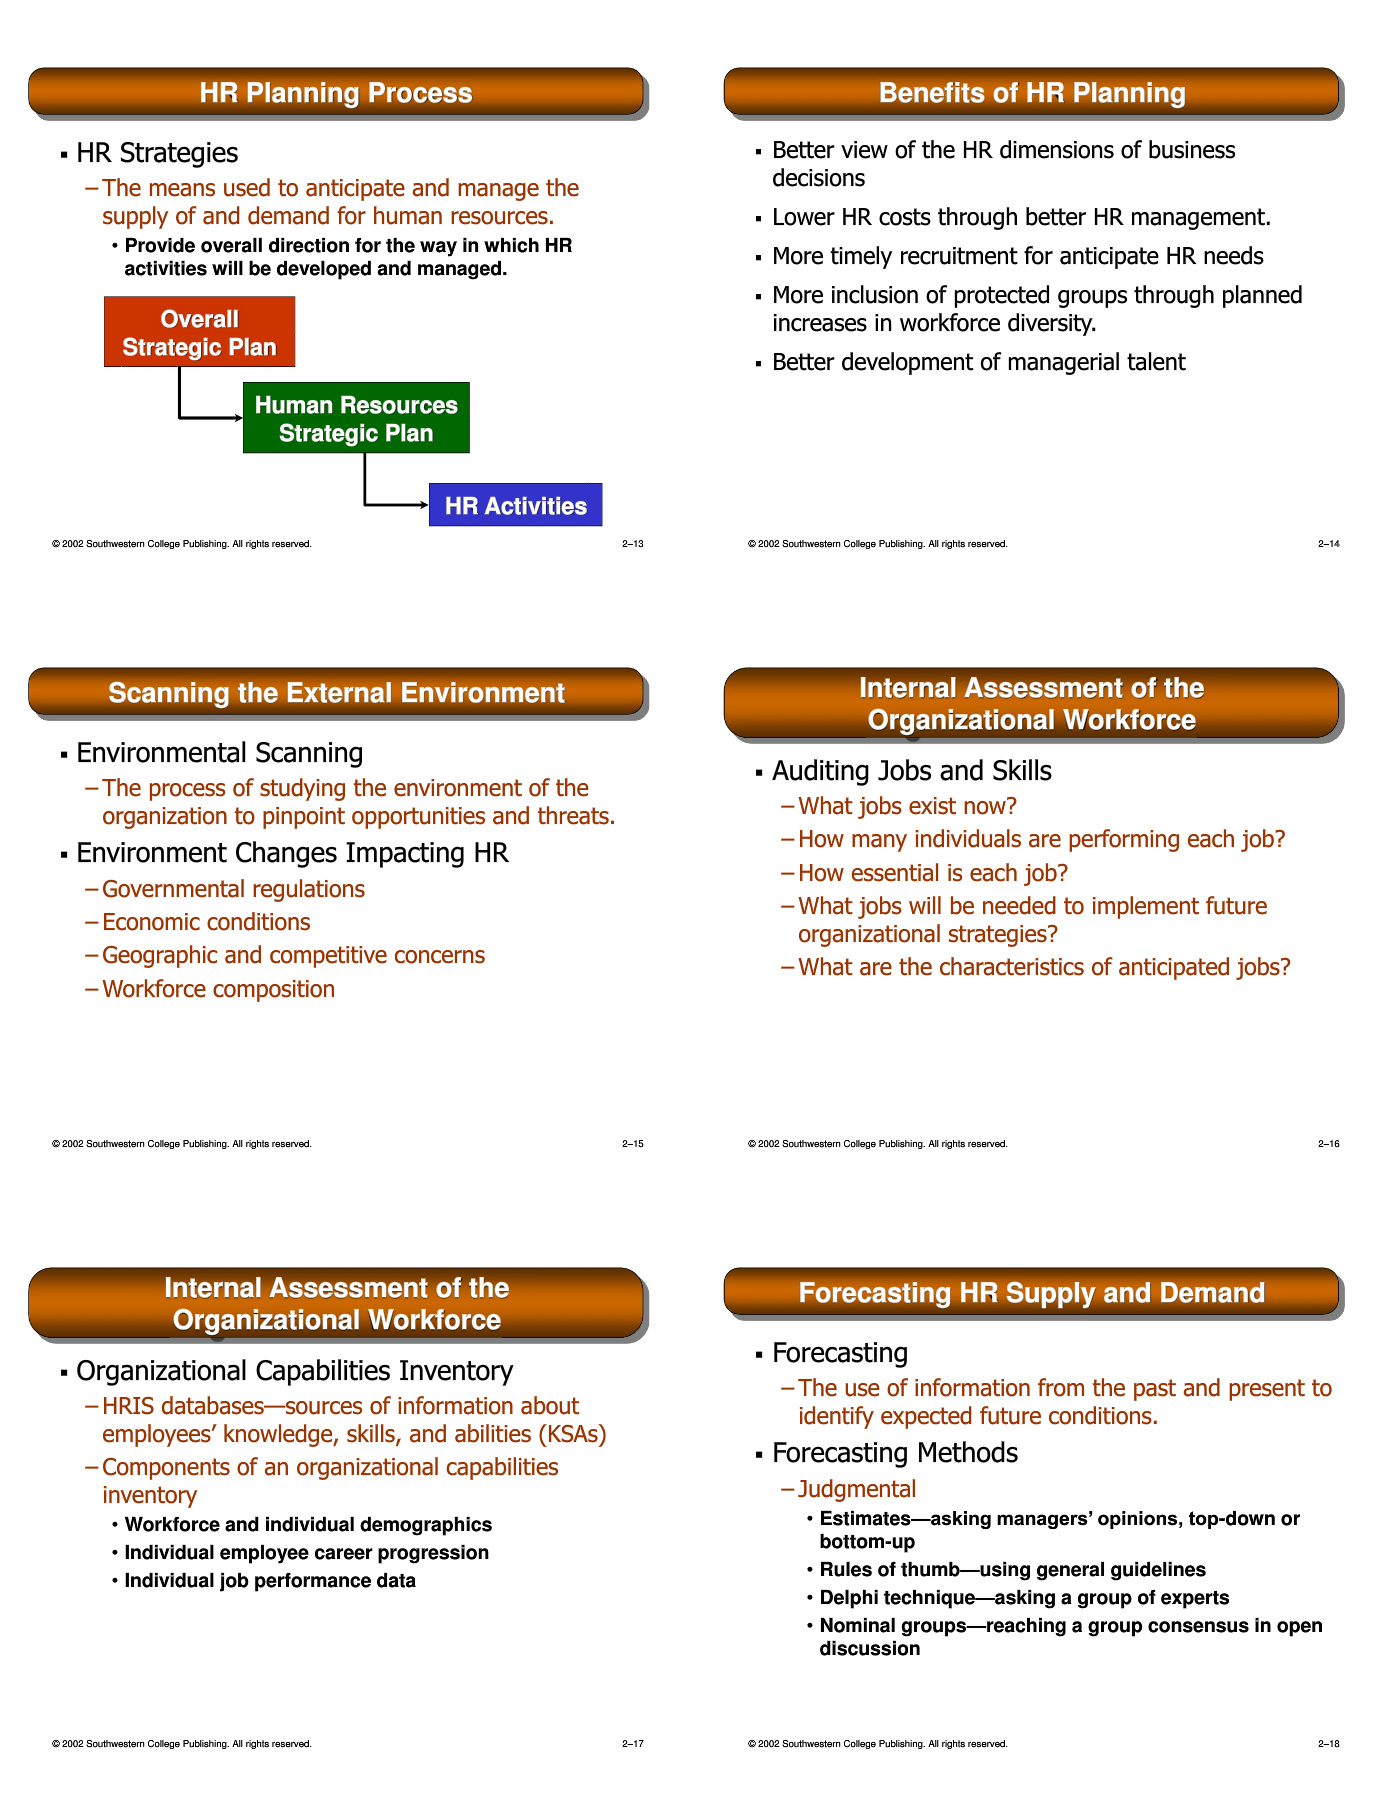 HR Planning Process
▪ HR Strategies
– The means used to anticipate and manage the
supply of and demand for human resources.
• Provide overall direction for the way in which HR
activities will be developed and managed.
Overall
Strategic Plan
Human Resources
Strategic Plan
HR Activities
© 2002 Southwestern College Publishing. All rights reserved.
2–13
Benefits of HR Planning
▪ Better view of the HR dimensions of business
decisions
▪ Lower HR costs through better HR management.
▪ More timely recruitment for anticipate HR needs
▪ More inclusion of protected groups through planned
increases in workforce diversity.
▪ Better development of managerial talent
© 2002 Southwestern College Publishing. All rights reserved.
2–14
Scanning the External Environment
▪ Environmental Scanning
– The process of studying the environment of the
organization to pinpoint opportunities and threats.
▪ Environment Changes Impacting HR
– Governmental regulations
– Economic conditions
– Geographic and competitive concerns
– Workforce composition
© 2002 Southwestern College Publishing. All rights reserved.
2–15
Internal Assessment of the
Organizational Workforce
▪ Auditing Jobs and Skills
– What jobs exist now?
– How many individuals are performing each job?
– How essential is each job?
– What jobs will be needed to implement future
organizational strategies?
– What are the characteristics of anticipated jobs?
© 2002 Southwestern College Publishing. All rights reserved.
2–16
Internal Assessment of the
Organizational Workforce
▪ Organizational Capabilities Inventory
– HRIS databases—sources of information about
employees’ knowledge, skills, and abilities (KSAs)
– Components of an organizational capabilities
inventory
• Workforce and individual demographics
• Individual employee career progression
• Individual job performance data
© 2002 Southwestern College Publishing. All rights reserved.
2–17
Forecasting HR Supply and Demand
▪ Forecasting
– The use of information from the past and present to
identify expected future conditions.
▪ Forecasting Methods
– Judgmental
• Estimates—asking managers’ opinions, top-down or
bottom-up
• Rules of thumb—using general guidelines
• Delphi technique—asking a group of experts
• Nominal groups—reaching a group consensus in open
discussion
© 2002 Southwestern College Publishing. All rights reserved.
2–18